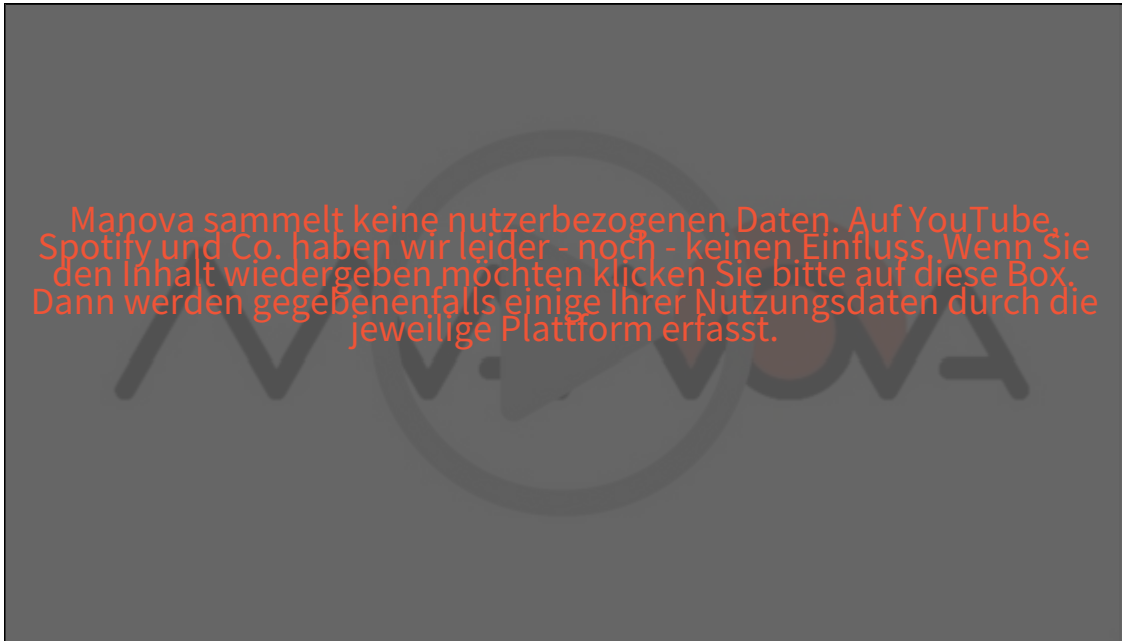 Manova sammelt keine nutzerbezogenen Daten. Auf YouTube,
Spotify und Co. haben wir leider - noch - keinen Einfluss. Wenn Sie
den Inhalt wiedergeben möchten klicken Sie bitte auf diese Box.
Dann werden gegebenenfalls einige Ihrer Nutzungsdaten durch die
jeweilige Plattform erfasst.
MANOVA